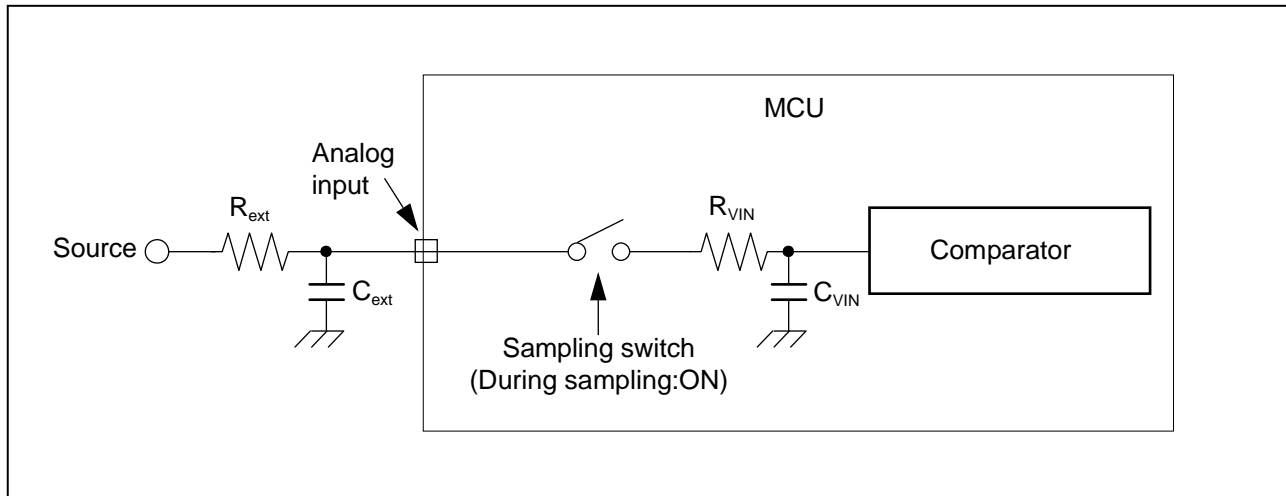 MCU
Analog
input
R_ext
R_VIN
Source
Comparator
C_ext
C_VIN
Sampling switch
(During sampling:ON)